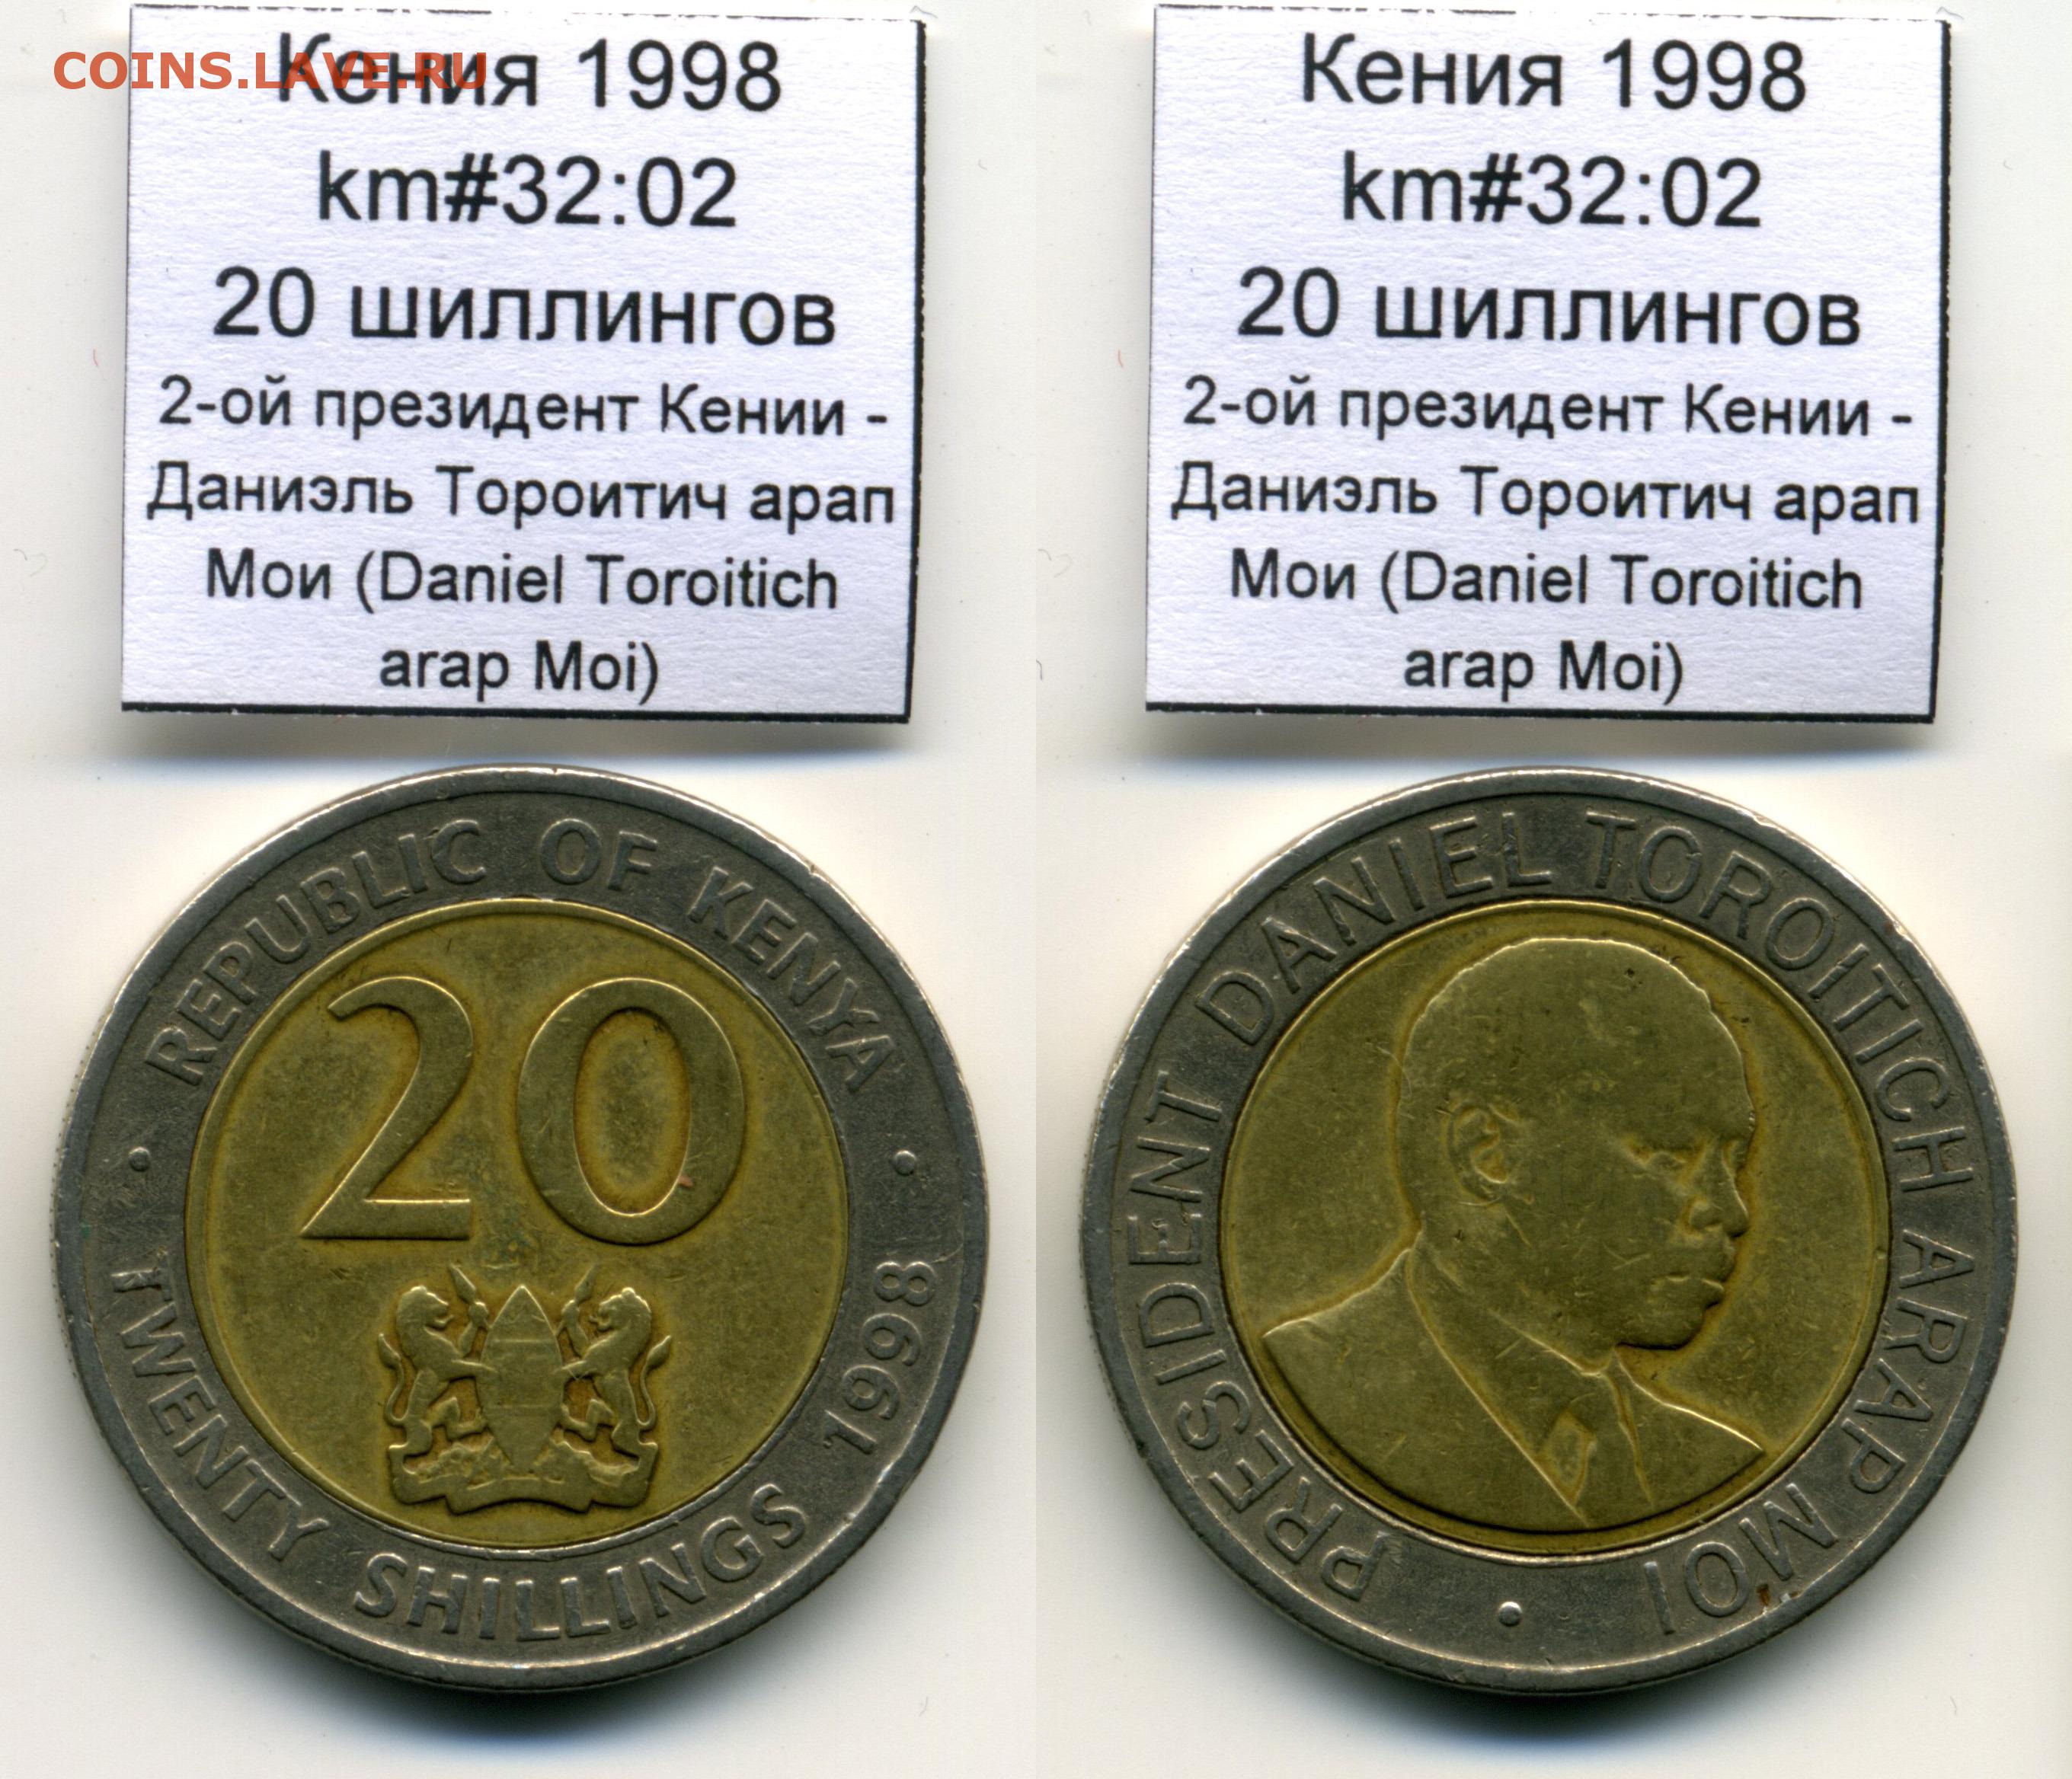 COINS.LAVE.RU
Кения 1998
km#32:02
20 шиллингов
2-ой президент Кении -
Даниэль Тороитич арап
Мои (Daniel Toroitich
arap Moi)
Кения 1998
km#32:02
20 шиллингов
2-ой президент Кении -
Даниэль Тороитич арап
Мои (Daniel Toroitich
arap Moi)
REPUBLIC OF KENYA
20
TWENTY SHILLINGS 1998
PRESIDENT DANIEL TOROITICH ARAP MOI